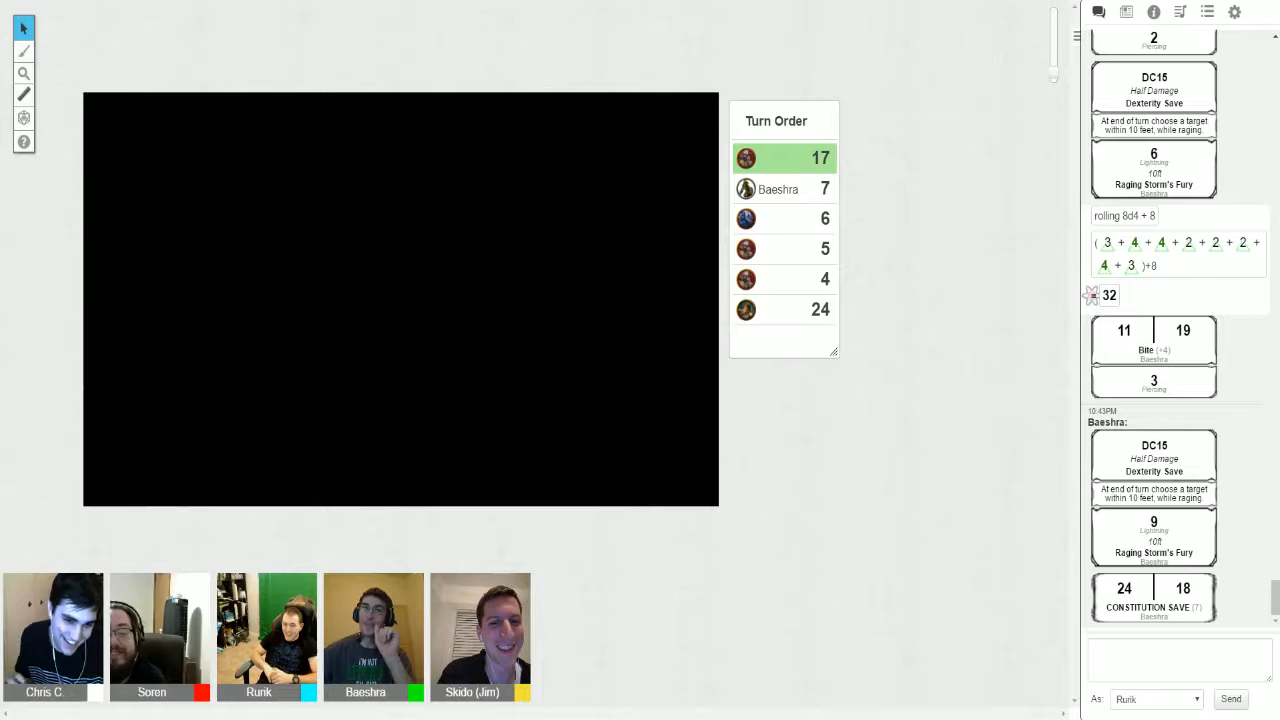 Turn Order
17
Baeshra 7
6
5
4
24
Chris C.
Soren
Rurik
Baeshra
Skido (Jim)
I'M NOT
2
Piercing
DC15
Half Damage
Dexterity Save
At end of turn choose a target
within 10 feet, while raging.
6
Lightning
10ft
Raging Storm's Fury
Baeshra
rolling 8d4 + 8
( 3 + 4 + 4 + 2 + 2 + 2 +
4 + 3 )+8
= 32
11 19
Bite (+4)
Baeshra
3
Piercing
10:43PM
Baeshra:
DC15
Half Damage
Dexterity Save
At end of turn choose a target
within 10 feet, while raging.
9
Lightning
10ft
Raging Storm's Fury
Baeshra
24 18
CONSTITUTION SAVE (7)
Baeshra
As: Rurik Send